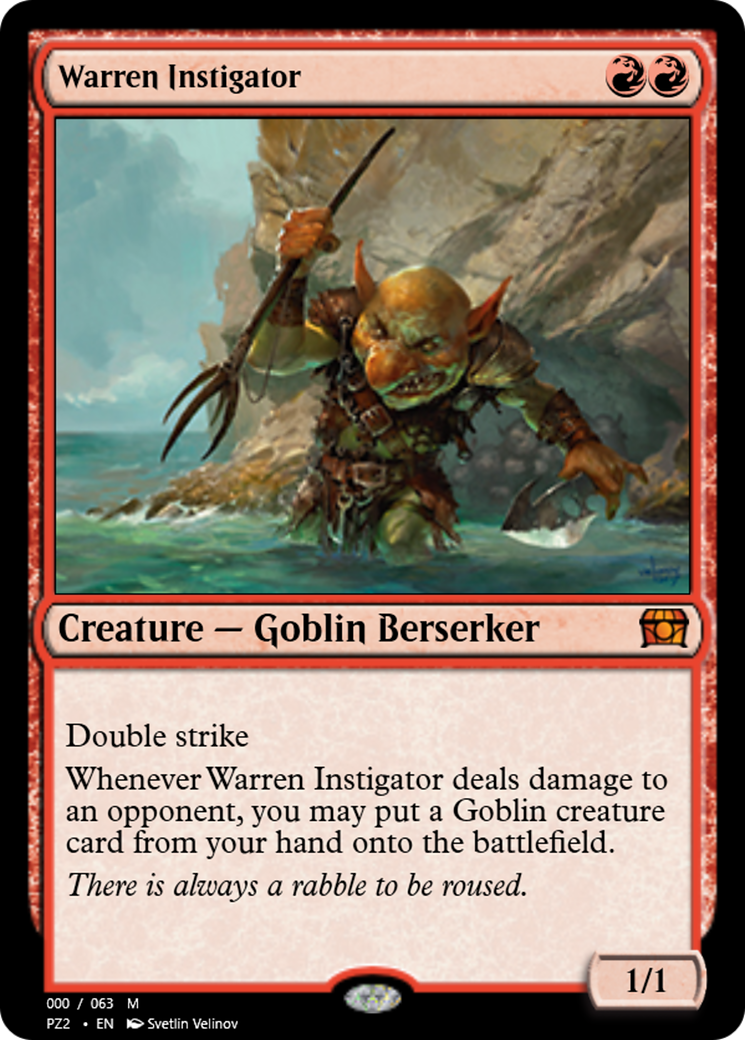 Warren Instigator
Creature — Goblin Berserker
Double strike
Whenever Warren Instigator deals damage to
an opponent, you may put a Goblin creature
card from your hand onto the battlefield.
There is always a rabble to be roused.
1/1
000 / 063 M
PZ2 • EN Svetlin Velinov